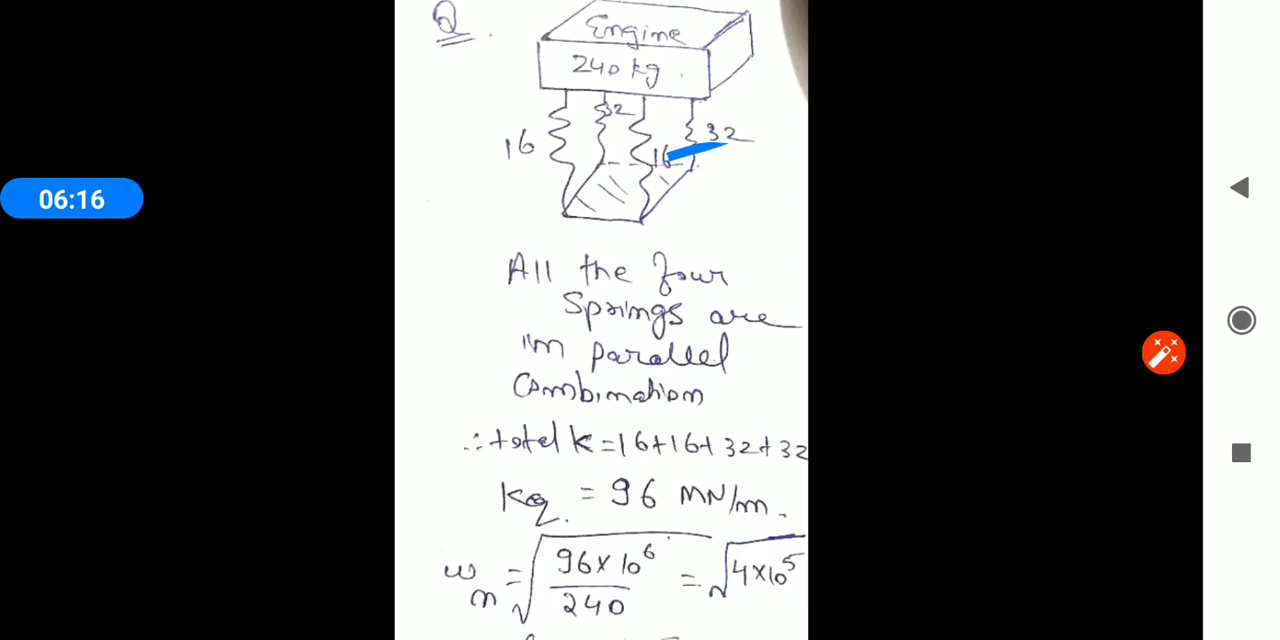 Q.
Engine
240 kg
32
16
32
16
06:16
All the four
Springs are
in parallel
Combination
∴ total k = 16+16+32+32
keq. = 96 MN/m.
ωn = √(96×10⁶/240) = √(4×10⁵)